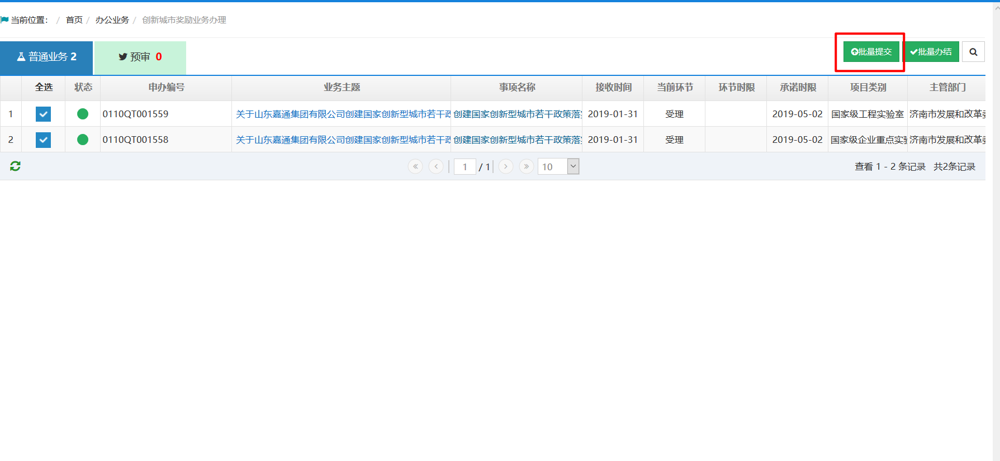 当前位置： / 首页 / 办公业务 / 创新城市奖励业务办理
普通业务 2 预审 0 批量提交 批量办结
全选 状态 申办编号 业务主题 事项名称 接收时间 当前环节 环节时限 承诺时限 项目类别 主管部门
1 0110QT001559 关于山东嘉通集团有限公司创建国家创新型城市若干政 创建国家创新型城市若干政策落 2019-01-31 受理 2019-05-02 国家级工程实验室 济南市发展和改革
2 0110QT001558 关于山东嘉通集团有限公司创建国家创新型城市若干政 创建国家创新型城市若干政策落 2019-01-31 受理 2019-05-02 国家级企业重点实 济南市发展和改革
1 / 1 10 查看 1 - 2 条记录 共2条记录